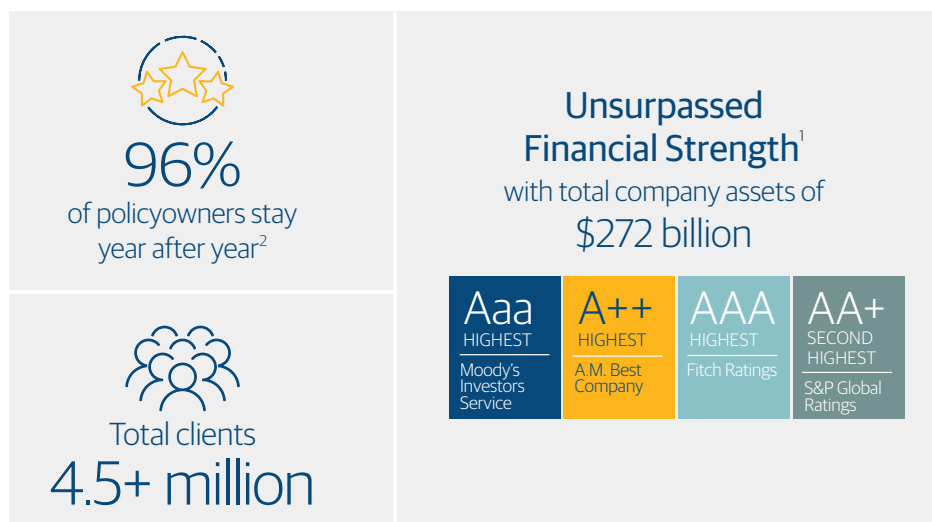 96%
of policyowners stay
year after year2
Total clients
4.5+ million
Unsurpassed
Financial Strength1
with total company assets of
$272 billion
Aaa
HIGHEST
Moody's
Investors
Service
A++
HIGHEST
A.M. Best
Company
AAA
HIGHEST
Fitch Ratings
AA+
SECOND
HIGHEST
S&P Global
Ratings